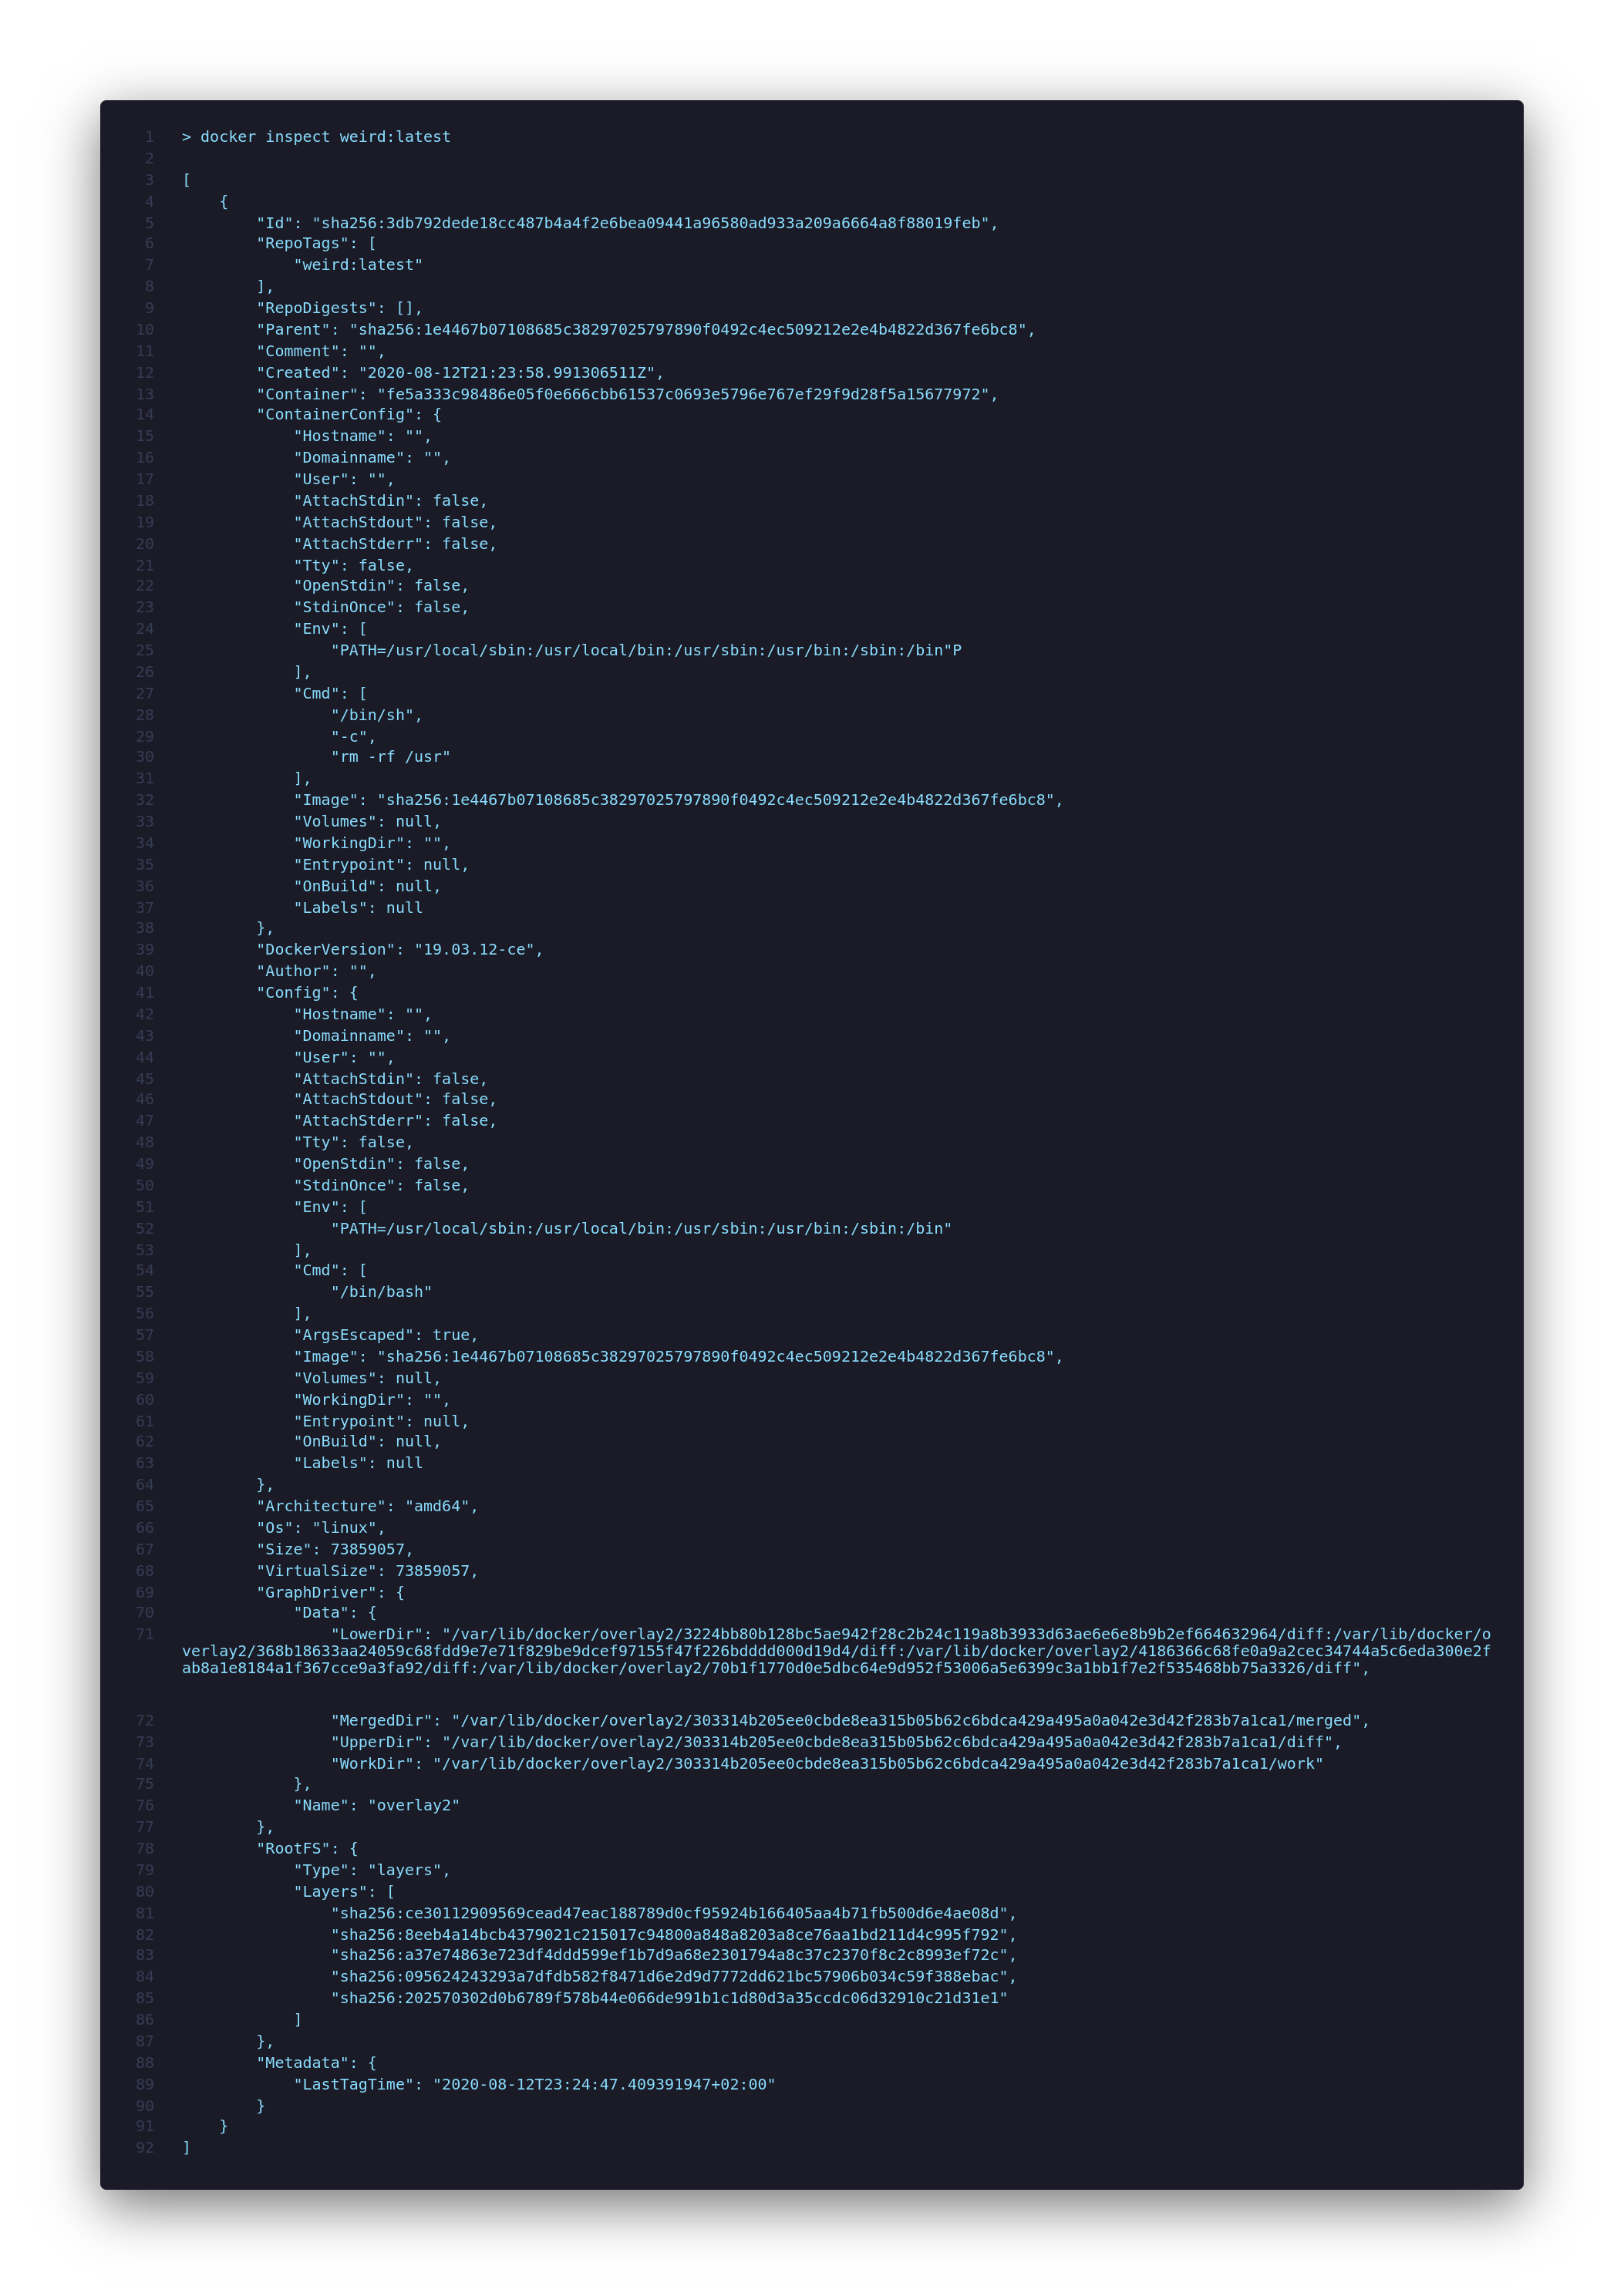 1 > docker inspect weird:latest
2
3 [
4     {
5         "Id": "sha256:3db792dede18cc487b4a4f2e6bea09441a96580ad933a209a6664a8f88019feb",
6         "RepoTags": [
7             "weird:latest"
8         ],
9         "RepoDigests": [],
10         "Parent": "sha256:1e4467b07108685c38297025797890f0492c4ec509212e2e4b4822d367fe6bc8",
11         "Comment": "",
12         "Created": "2020-08-12T21:23:58.991306511Z",
13         "Container": "fe5a333c98486e05f0e666cbb61537c0693e5796e767ef29f9d28f5a15677972",
14         "ContainerConfig": {
15             "Hostname": "",
16             "Domainname": "",
17             "User": "",
18             "AttachStdin": false,
19             "AttachStdout": false,
20             "AttachStderr": false,
21             "Tty": false,
22             "OpenStdin": false,
23             "StdinOnce": false,
24             "Env": [
25                 "PATH=/usr/local/sbin:/usr/local/bin:/usr/sbin:/usr/bin:/sbin:/bin"P
26             ],
27             "Cmd": [
28                 "/bin/sh",
29                 "-c",
30                 "rm -rf /usr"
31             ],
32             "Image": "sha256:1e4467b07108685c38297025797890f0492c4ec509212e2e4b4822d367fe6bc8",
33             "Volumes": null,
34             "WorkingDir": "",
35             "Entrypoint": null,
36             "OnBuild": null,
37             "Labels": null
38         },
39         "DockerVersion": "19.03.12-ce",
40         "Author": "",
41         "Config": {
42             "Hostname": "",
43             "Domainname": "",
44             "User": "",
45             "AttachStdin": false,
46             "AttachStdout": false,
47             "AttachStderr": false,
48             "Tty": false,
49             "OpenStdin": false,
50             "StdinOnce": false,
51             "Env": [
52                 "PATH=/usr/local/sbin:/usr/local/bin:/usr/sbin:/usr/bin:/sbin:/bin"
53             ],
54             "Cmd": [
55                 "/bin/bash"
56             ],
57             "ArgsEscaped": true,
58             "Image": "sha256:1e4467b07108685c38297025797890f0492c4ec509212e2e4b4822d367fe6bc8",
59             "Volumes": null,
60             "WorkingDir": "",
61             "Entrypoint": null,
62             "OnBuild": null,
63             "Labels": null
64         },
65         "Architecture": "amd64",
66         "Os": "linux",
67         "Size": 73859057,
68         "VirtualSize": 73859057,
69         "GraphDriver": {
70             "Data": {
71                 "LowerDir": "/var/lib/docker/overlay2/3224bb80b128bc5ae942f28c2b24c119a8b3933d63ae6e6e8b9b2ef664632964/diff:/var/lib/docker/o
verlay2/368b18633aa24059c68fdd9e7e71f829be9dcef97155f47f226bdddd000d19d4/diff:/var/lib/docker/overlay2/4186366c68fe0a9a2cec34744a5c6eda300e2f
ab8a1e8184a1f367cce9a3fa92/diff:/var/lib/docker/overlay2/70b1f1770d0e5dbc64e9d952f53006a5e6399c3a1bb1f7e2f535468bb75a3326/diff",
72                 "MergedDir": "/var/lib/docker/overlay2/303314b205ee0cbde8ea315b05b62c6bdca429a495a0a042e3d42f283b7a1ca1/merged",
73                 "UpperDir": "/var/lib/docker/overlay2/303314b205ee0cbde8ea315b05b62c6bdca429a495a0a042e3d42f283b7a1ca1/diff",
74                 "WorkDir": "/var/lib/docker/overlay2/303314b205ee0cbde8ea315b05b62c6bdca429a495a0a042e3d42f283b7a1ca1/work"
75             },
76             "Name": "overlay2"
77         },
78         "RootFS": {
79             "Type": "layers",
80             "Layers": [
81                 "sha256:ce30112909569cead47eac188789d0cf95924b166405aa4b71fb500d6e4ae08d",
82                 "sha256:8eeb4a14bcb4379021c215017c94800a848a8203a8ce76aa1bd211d4c995f792",
83                 "sha256:a37e74863e723df4ddd599ef1b7d9a68e2301794a8c37c2370f8c2c8993ef72c",
84                 "sha256:095624243293a7dfdb582f8471d6e2d9d7772dd621bc57906b034c59f388ebac",
85                 "sha256:202570302d0b6789f578b44e066de991b1c1d80d3a35ccdc06d32910c21d31e1"
86             ]
87         },
88         "Metadata": {
89             "LastTagTime": "2020-08-12T23:24:47.409391947+02:00"
90         }
91     }
92 ]